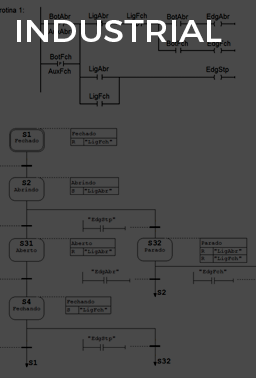 rotina 1:
BotAbr LigAbr LigFch BotAbr EdgAbr
INDUSTRIAL
BotFch LigAbr BotFch EdgFch
AuxFch EdgStp
LigFch
S1 Fechado
Fechado
R "LigFch"
S2 Abrindo
Abrindo
S "LigAbr"
"EdgStp"
S31 Aberto
Aberto
R "LigAbr"
S32 Parado
Parado
R "LigAbr"
R "LigFch"
"EdgAbr" "EdgFch"
S2
S4 Fechando
Fechando
S "LigFch"
"EdgStp"
S1 S32